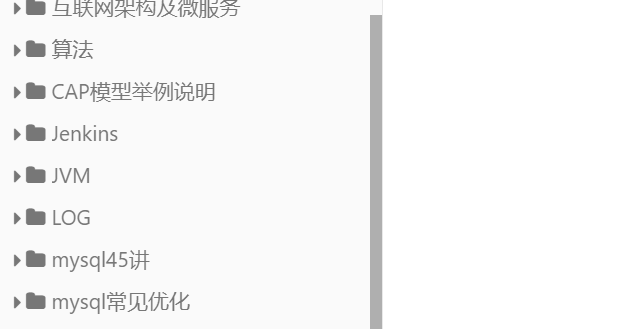 互联网架构及微服务
算法
CAP模型举例说明
Jenkins
JVM
LOG
mysql45讲
mysql常见优化